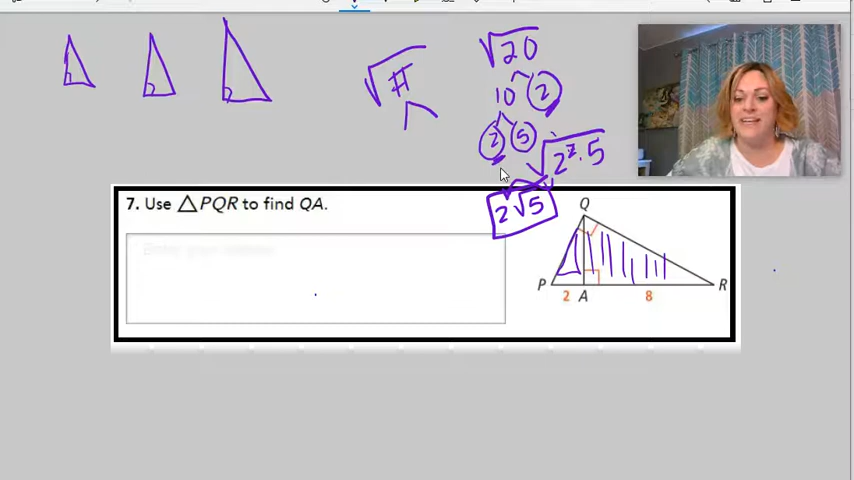 √#
√20
10 2
2 5
√2²·5
2√5
7. Use △PQR to find QA.
Q
P
A
R
2
8